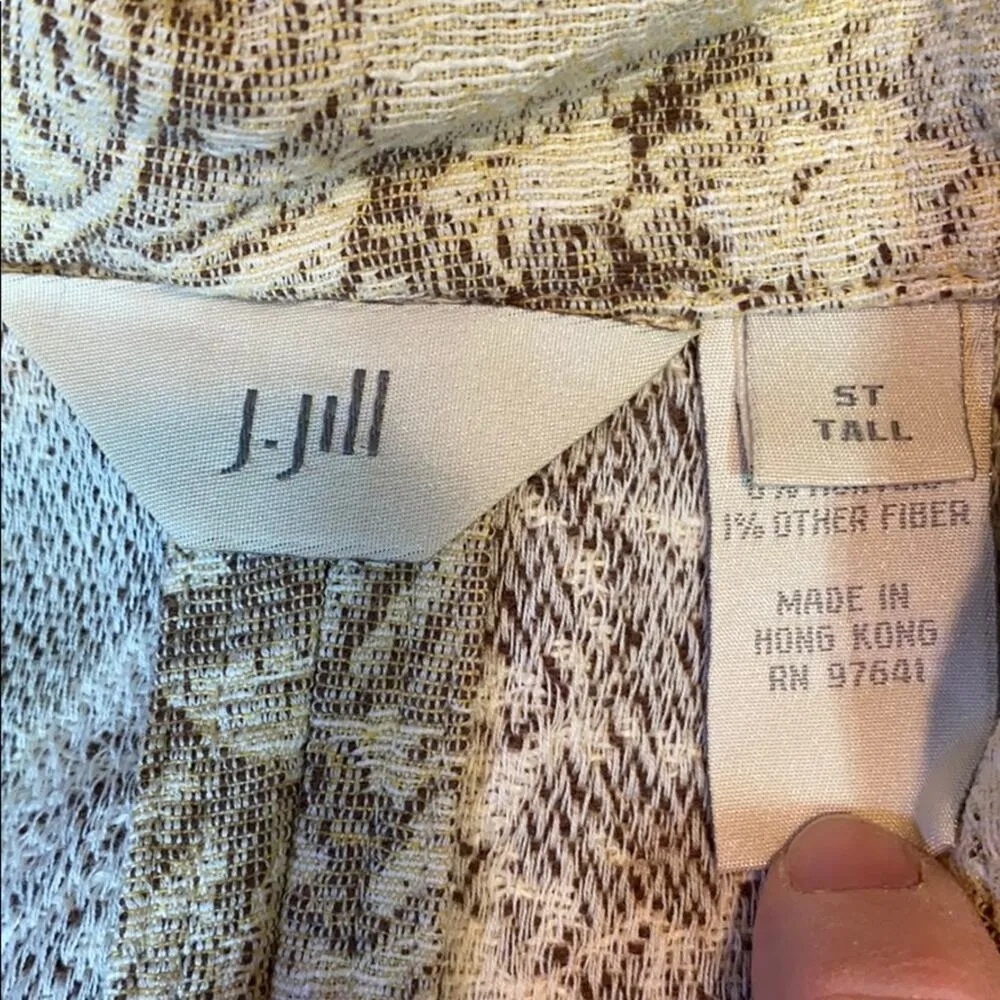 J.Jill
ST
TALL
1% OTHER FIBER
MADE IN
HONG KONG
RN 97641